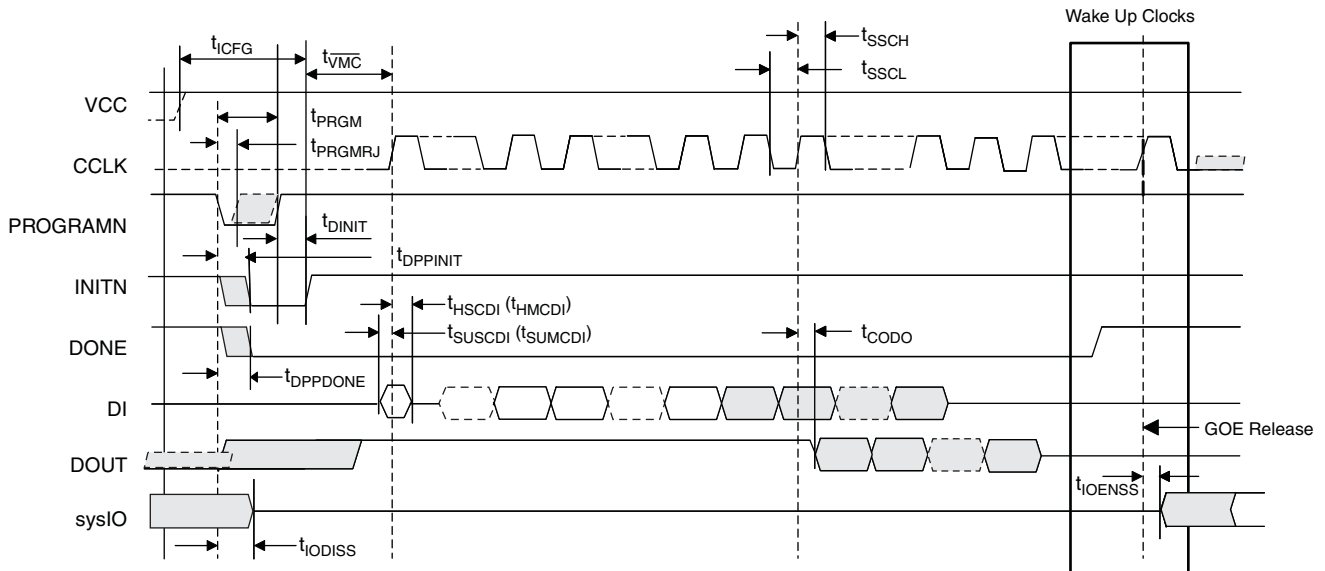 Wake Up Clocks
tICFG
tVMC
tSSCH
tSSCL
VCC
tPRGM
tPRGMRJ
CCLK
PROGRAMN
tDINIT
tDPPINIT
INITN
tHSCDI (tHMCDI)
tSUSCDI (tSUMCDI)
tCODO
DONE
tDPPDONE
DI
GOE Release
DOUT
tIOENSS
sysIO
tIODISS